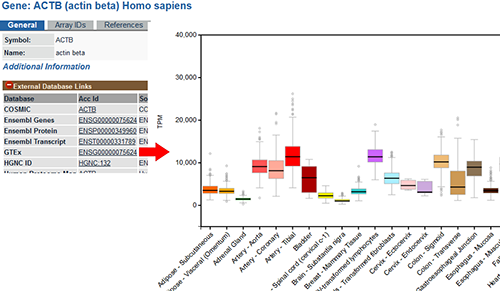 Gene: ACTB (actin beta) Homo sapiens
General
Array IDs
References
Symbol: ACTB
Name: actin beta
Additional Information
External Database Links
Database Acc Id So
COSMIC ACTB CO
Ensembl Genes ENSG00000075624 EN
Ensembl Protein ENSP00000349960 EN
Ensembl Transcript ENST00000331789 EN
GTEx ENSG00000075624 EN
HGNC ID HGNC:132
TPM
40,000
30,000
20,000
10,000
0
Adipose - Subcutaneous
Adipose - Visceral (Omentum)
Adrenal Gland
Artery - Aorta
Artery - Coronary
Artery - Tibial
Bladder
Spinal cord (cervical c-1)
Brain - Substantia nigra
Breast - Mammary Tissue
transformed lymphocytes
- Transformed fibroblasts
Cervix - Ectocervix
Cervix - Endocervix
Colon - Sigmoid
Colon - Transverse
Gastroesophageal Junction
Esophagus - Mucosa
Esophagus - Mus
Fal